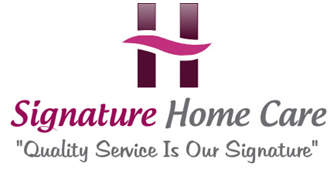 H
Signature Home Care
"Quality Service Is Our Signature"